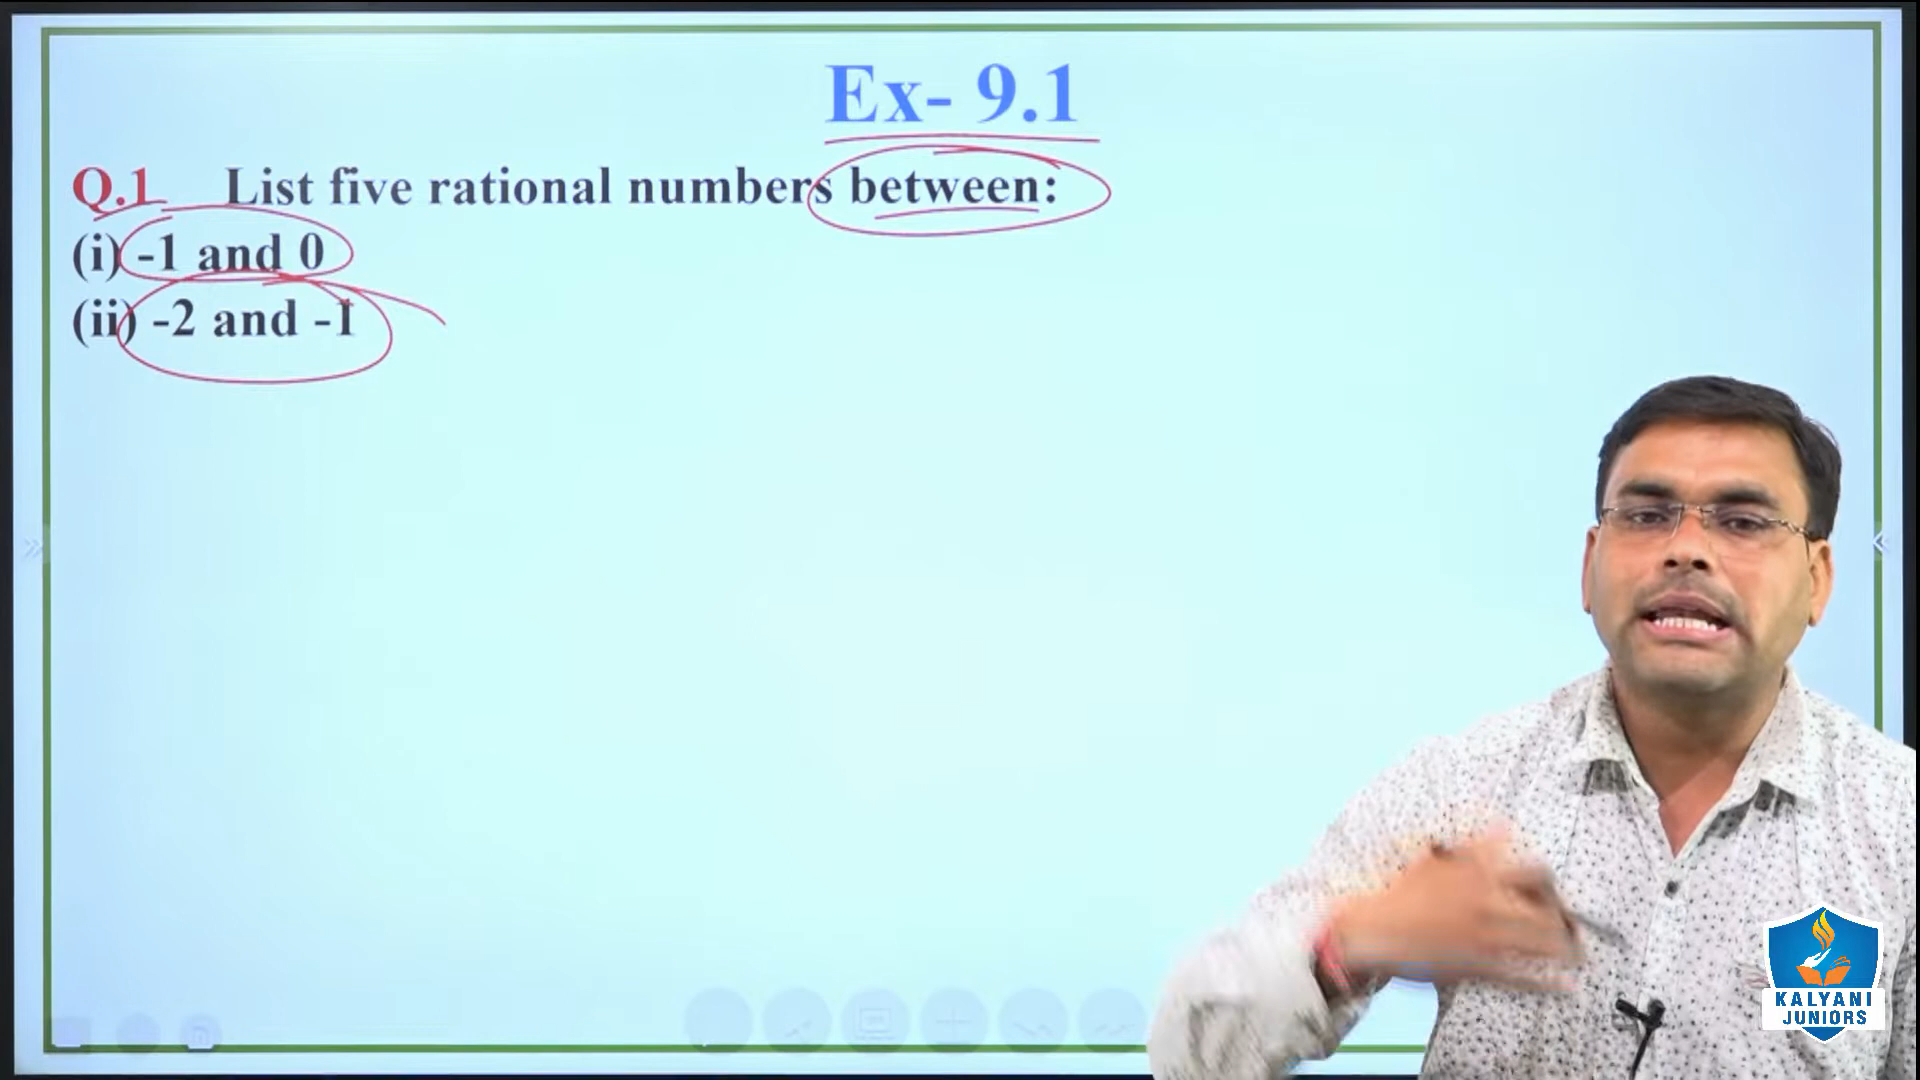 Ex- 9.1
Q.1 List five rational numbers between:
(i) -1 and 0
(ii) -2 and -1
KALYANI
JUNIORS